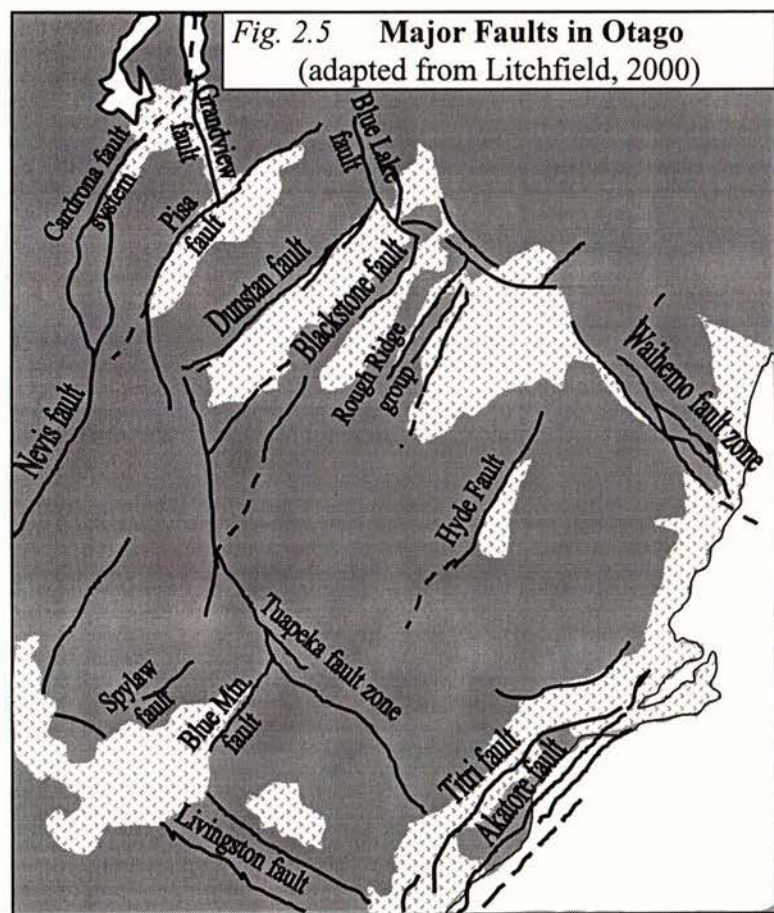 Fig. 2.5 Major Faults in Otago
(adapted from Litchfield, 2000)
Cardrona fault
system
Grandview
fault
Pisa
fault
Blue Lake
fault
Dunstan fault
Blackstone fault
Rough Ridge
group
Waihemo fault zone
Nevis fault
Hyde Fault
Tuapeka fault zone
Spylaw
fault
Blue Mtn.
fault
Titri fault
Akatore fault
Livingston fault